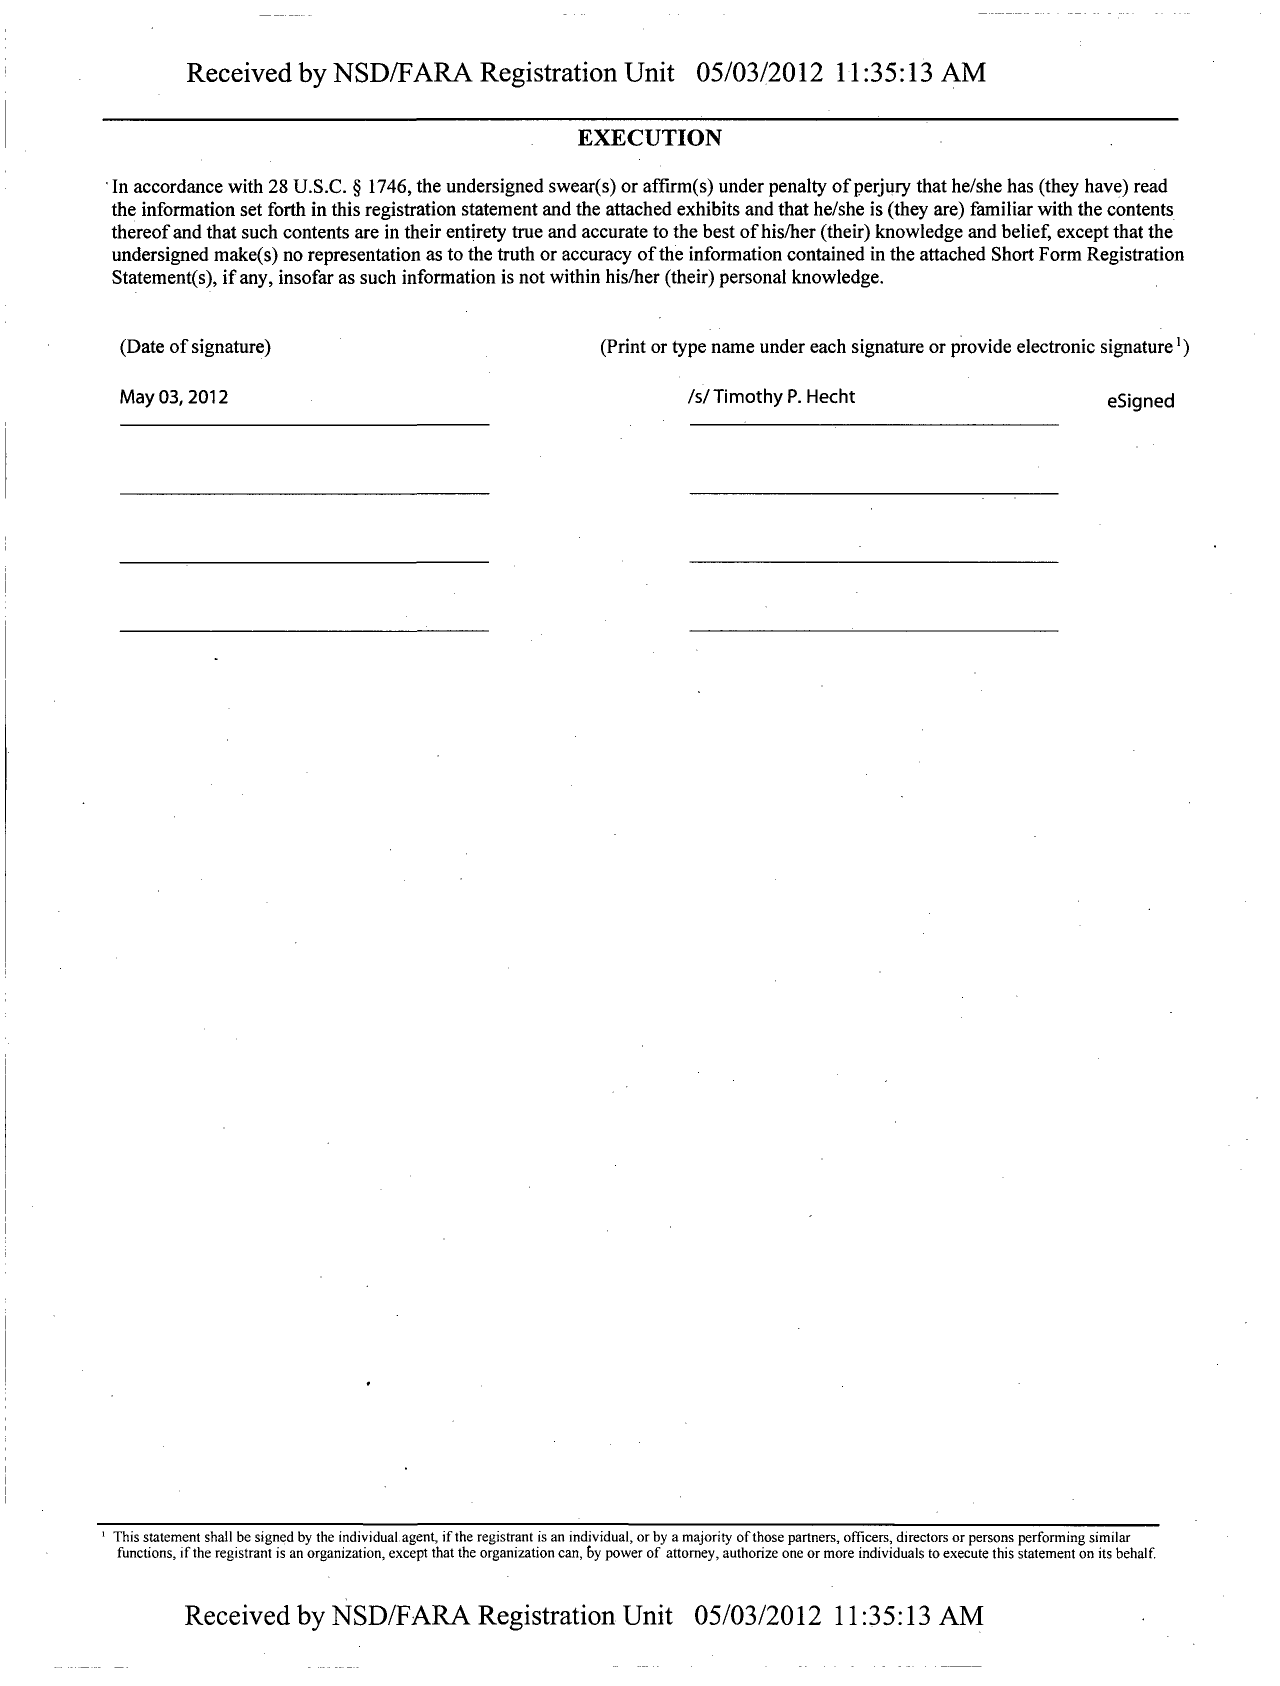 Received by NSD/FARA Registration Unit 05/03/2012 11:35:13 AM
EXECUTION
In accordance with 28 U.S.C. § 1746, the undersigned swear(s) or affirm(s) under penalty of perjury that he/she has (they have) read
the information set forth in this registration statement and the attached exhibits and that he/she is (they are) familiar with the contents
thereof and that such contents are in their entirety true and accurate to the best of his/her (their) knowledge and belief, except that the
undersigned make(s) no representation as to the truth or accuracy of the information contained in the attached Short Form Registration
Statement(s), if any, insofar as such information is not within his/her (their) personal knowledge.
(Date of signature) (Print or type name under each signature or provide electronic signature ¹)
May 03, 2012 /s/ Timothy P. Hecht eSigned
¹ This statement shall be signed by the individual agent, if the registrant is an individual, or by a majority of those partners, officers, directors or persons performing similar
functions, if the registrant is an organization, except that the organization can, by power of attorney, authorize one or more individuals to execute this statement on its behalf.
Received by NSD/FARA Registration Unit 05/03/2012 11:35:13 AM